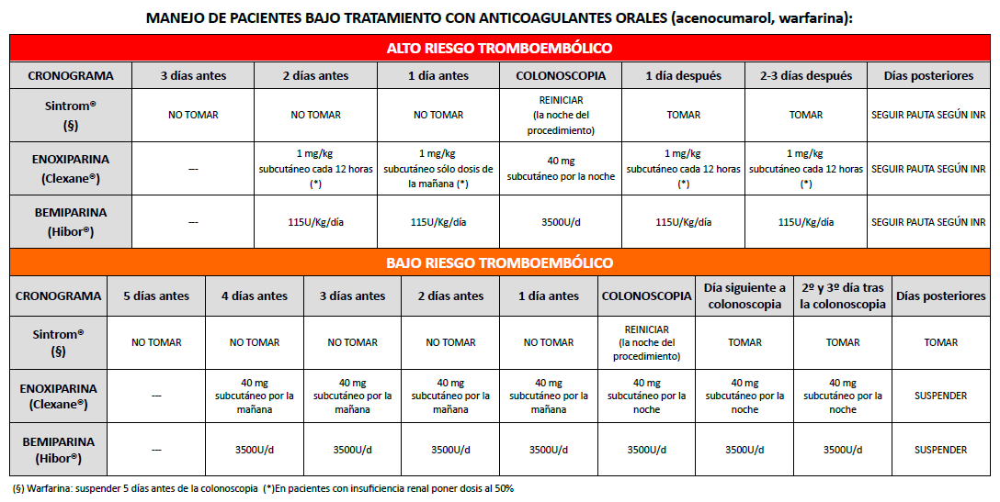 MANEJO DE PACIENTES BAJO TRATAMIENTO CON ANTICOAGULANTES ORALES (acenocumarol, warfarina):
ALTO RIESGO TROMBOEMBÓLICO
CRONOGRAMA 3 días antes 2 días antes 1 día antes COLONOSCOPIA 1 día después 2-3 días después Días posteriores
Sintrom®
(§)
NO TOMAR
NO TOMAR
NO TOMAR
REINICIAR
(la noche del
procedimiento)
TOMAR
TOMAR
SEGUIR PAUTA SEGÚN INR
ENOXIPARINA
(Clexane®)
---
1 mg/kg
subcutáneo cada 12 horas
(*)
1 mg/kg
subcutáneo sólo dosis de
la mañana (*)
40 mg
subcutáneo por la noche
1 mg/kg
subcutáneo cada 12 horas
(*)
1 mg/kg
subcutáneo cada 12 horas
(*)
SEGUIR PAUTA SEGÚN INR
BEMIPARINA
(Hibor®)
---
115U/Kg/día
115U/Kg/día
3500U/d
115U/Kg/día
115U/Kg/día
SEGUIR PAUTA SEGÚN INR
BAJO RIESGO TROMBOEMBÓLICO
CRONOGRAMA
5 días antes
4 días antes
3 días antes
2 días antes
1 día antes
COLONOSCOPIA
Día siguiente a
colonoscopia
2º y 3º día tras
la colonoscopia
Días posteriores
Sintrom®
(§)
NO TOMAR
NO TOMAR
NO TOMAR
NO TOMAR
NO TOMAR
REINICIAR
(la noche del
procedimiento)
TOMAR
TOMAR
TOMAR
ENOXIPARINA
(Clexane®)
---
40 mg
subcutáneo por la
mañana
40 mg
subcutáneo por la
mañana
40 mg
subcutáneo por la
mañana
40 mg
subcutáneo por la
mañana
40 mg
subcutáneo por la
noche
40 mg
subcutáneo por la
noche
40 mg
subcutáneo por la
noche
SUSPENDER
BEMIPARINA
(Hibor®)
---
3500U/d
3500U/d
3500U/d
3500U/d
3500U/d
3500U/d
3500U/d
SUSPENDER
(§) Warfarina: suspender 5 días antes de la colonoscopia (*)En pacientes con insuficiencia renal poner dosis al 50%